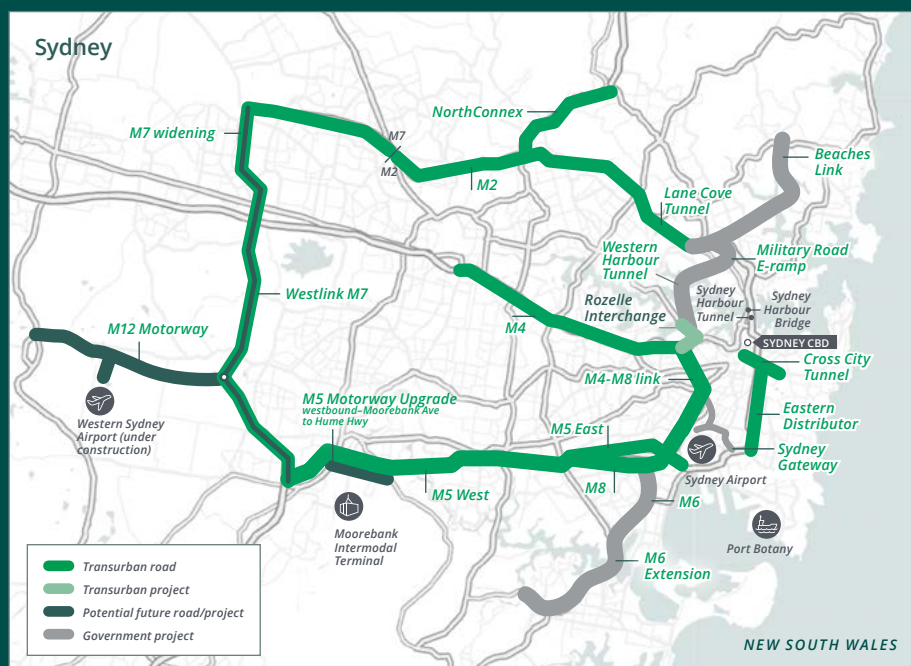 Sydney
NorthConnex
M7 widening
M7
M2
M2
Beaches
Link
Lane Cove
Tunnel
Western
Harbour
Tunnel
Military Road
E-ramp
Westlink M7
Rozelle
Interchange
Sydney
Harbour
Tunnel
Sydney
Harbour
Bridge
M12 Motorway
M4
SYDNEY CBD
Cross City
Tunnel
M4-M8 link
M5 Motorway Upgrade
westbound–Moorebank Ave
to Hume Hwy
Western Sydney
Airport (under
construction)
M5 East
Eastern
Distributor
Sydney
Gateway
M5 West
M8
Sydney Airport
M6
Moorebank
Intermodal
Terminal
Port Botany
M6
Extension
Transurban road
Transurban project
Potential future road/project
Government project
NEW SOUTH WALES